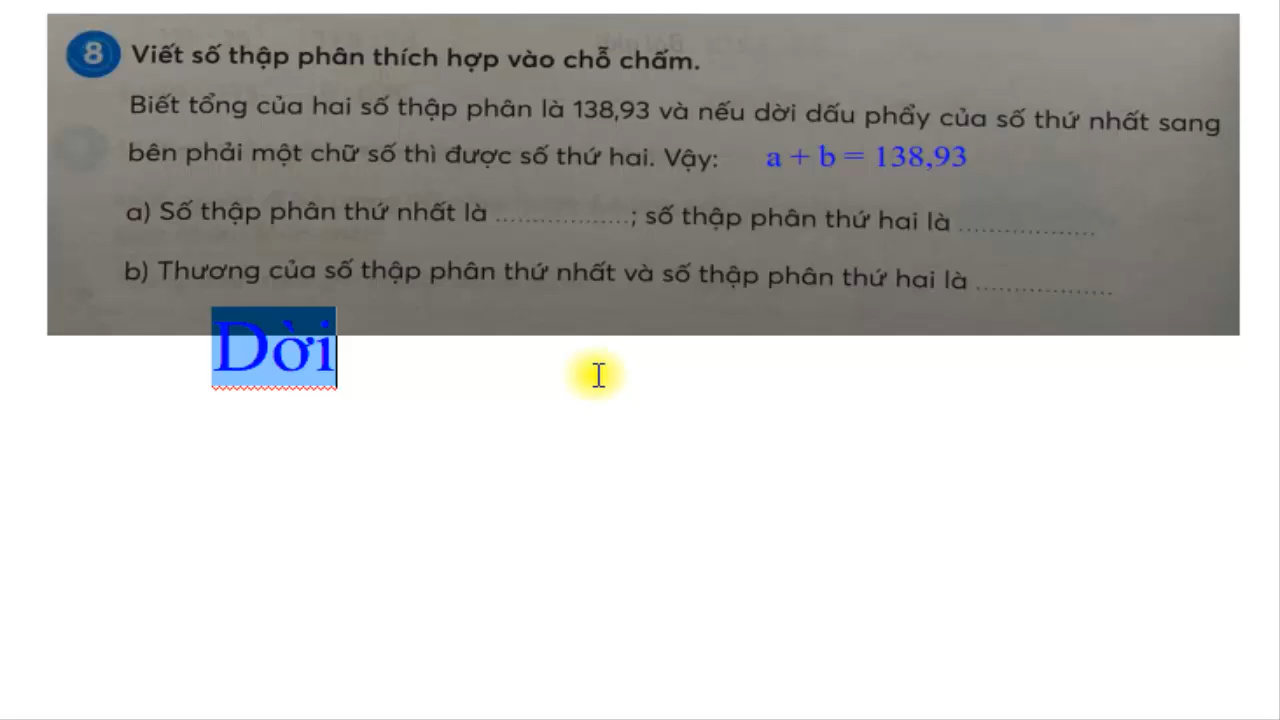 8 Viết số thập phân thích hợp vào chỗ chấm.
Biết tổng của hai số thập phân là 138,93 và nếu dời dấu phẩy của số thứ nhất sang
bên phải một chữ số thì được số thứ hai. Vậy: a + b = 138,93
a) Số thập phân thứ nhất là ..................; số thập phân thứ hai là ..................
b) Thương của số thập phân thứ nhất và số thập phân thứ hai là ..................
Dời